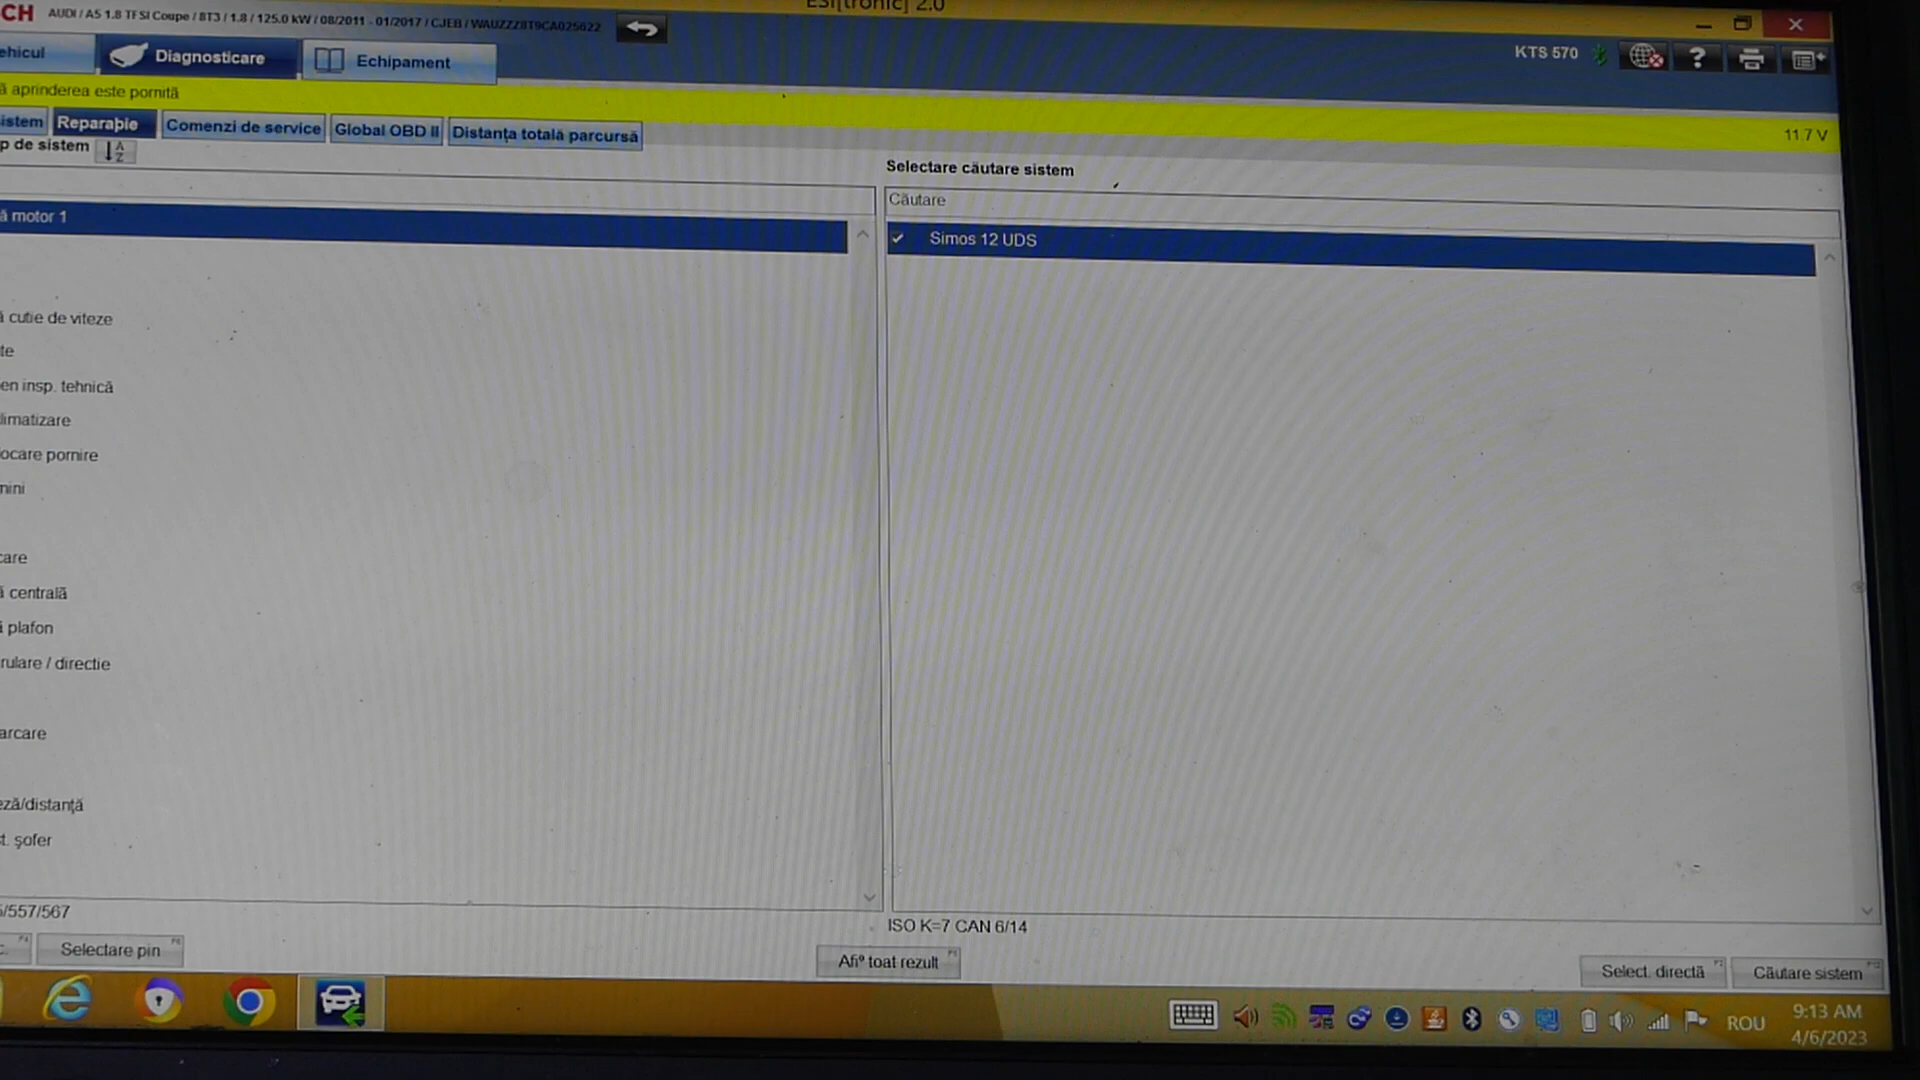 ESI[tronic] 2.0
CH AUDI / A5 1.8 TFSI Coupe / 8T3 / 1.8 / 125.0 kW / 08/2011 - 01/2017 / CJEB / WAUZZZ8T9CA025622
ehicul
Diagnosticare
Echipament
KTS 570
ă aprinderea este pornită
11.7 V
istem
Reparaþie
Comenzi de service
Global OBD II
Distanța totală parcursă
p de sistem
Selectare căutare sistem
Căutare
ă motor 1
Simos 12 UDS
ă cutie de viteze
te
en insp. tehnică
limatizare
ocare pornire
mini
care
ă centrală
ă plafon
rulare / directie
arcare
eză/distanță
t. șofer
/557/567
ISO K=7 CAN 6/14
Selectare pin
Afiº toat rezult
Select. directă
Căutare sistem
ROU
9:13 AM
4/6/2023